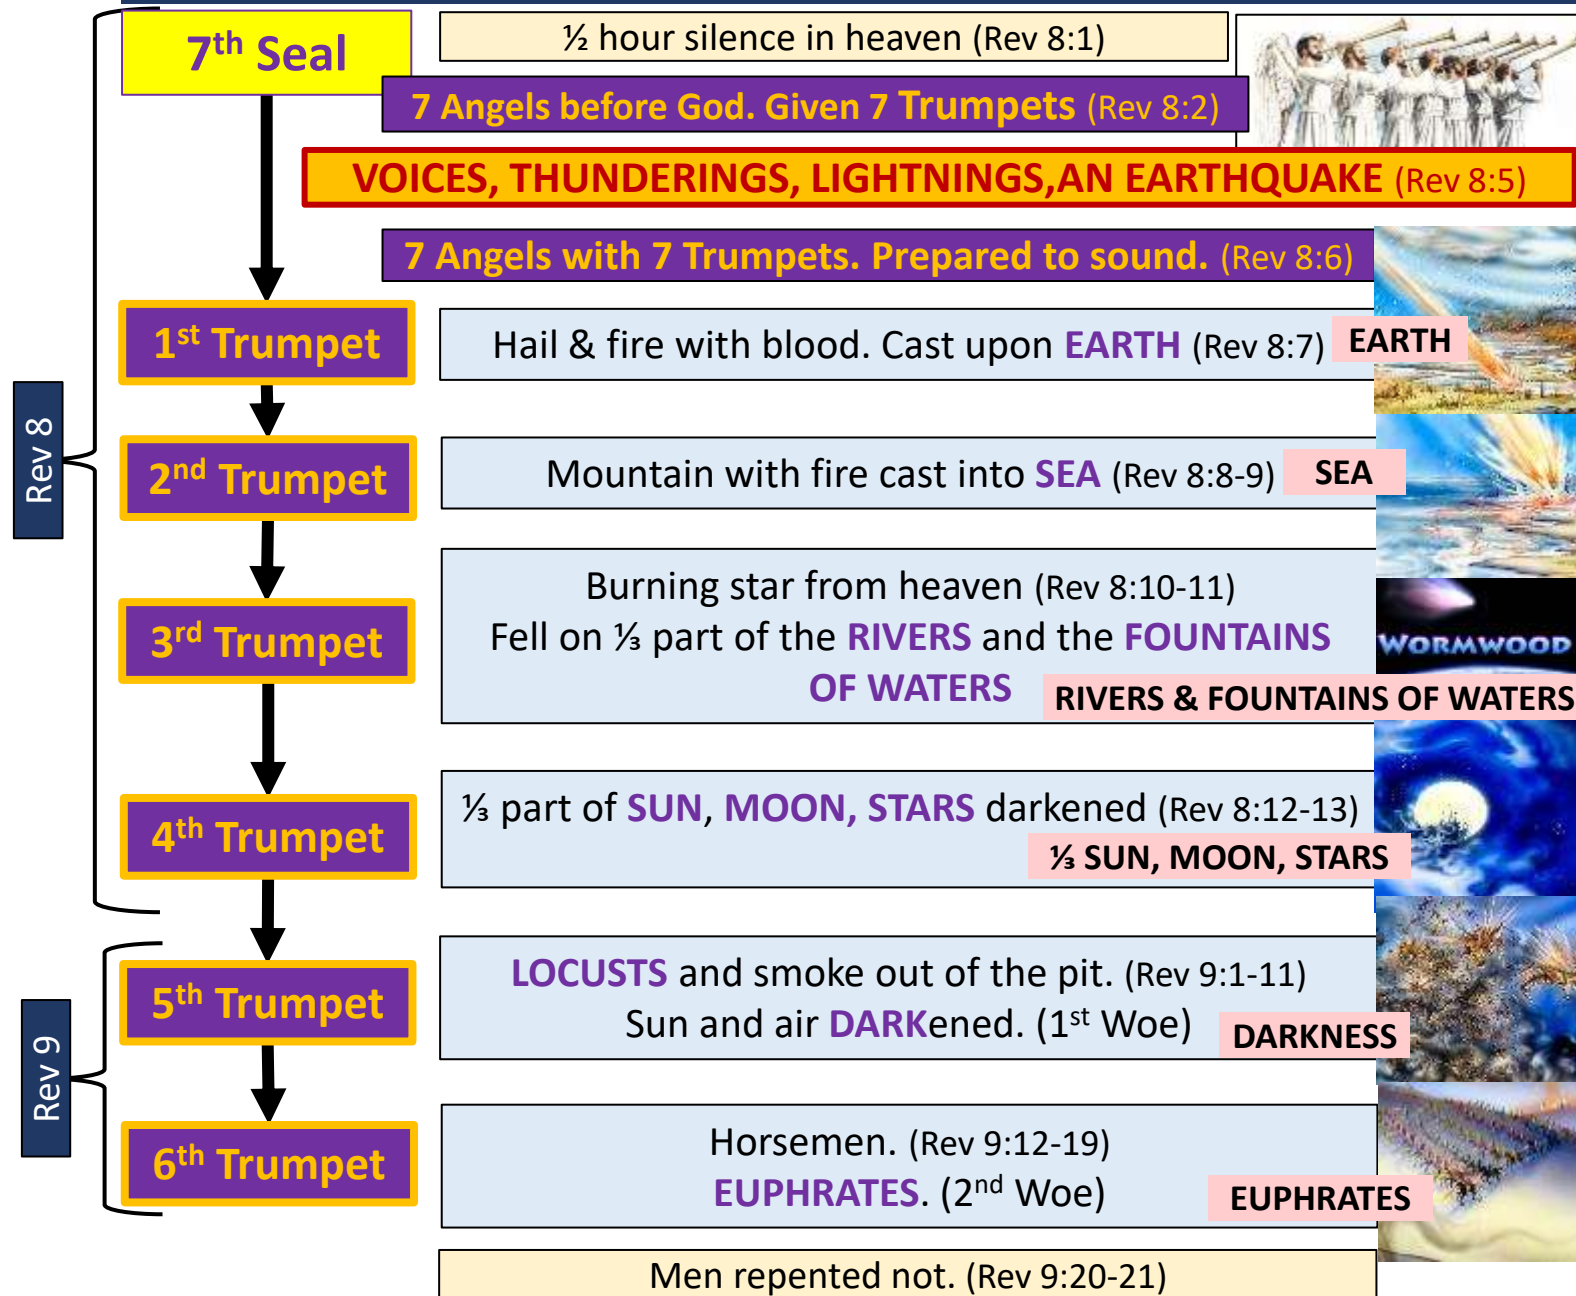 7th Seal
½ hour silence in heaven (Rev 8:1)
7 Angels before God. Given 7 Trumpets (Rev 8:2)
VOICES, THUNDERINGS, LIGHTNINGS,AN EARTHQUAKE (Rev 8:5)
7 Angels with 7 Trumpets. Prepared to sound. (Rev 8:6)
Rev 8
1st Trumpet
Hail & fire with blood. Cast upon EARTH (Rev 8:7)
EARTH
2nd Trumpet
Mountain with fire cast into SEA (Rev 8:8-9)
SEA
3rd Trumpet
Burning star from heaven (Rev 8:10-11)
Fell on ⅓ part of the RIVERS and the FOUNTAINS
OF WATERS
WORMWOOD
RIVERS & FOUNTAINS OF WATERS
4th Trumpet
⅓ part of SUN, MOON, STARS darkened (Rev 8:12-13)
⅓ SUN, MOON, STARS
Rev 9
5th Trumpet
LOCUSTS and smoke out of the pit. (Rev 9:1-11)
Sun and air DARKened. (1st Woe)
DARKNESS
6th Trumpet
Horsemen. (Rev 9:12-19)
EUPHRATES. (2nd Woe)
EUPHRATES
Men repented not. (Rev 9:20-21)